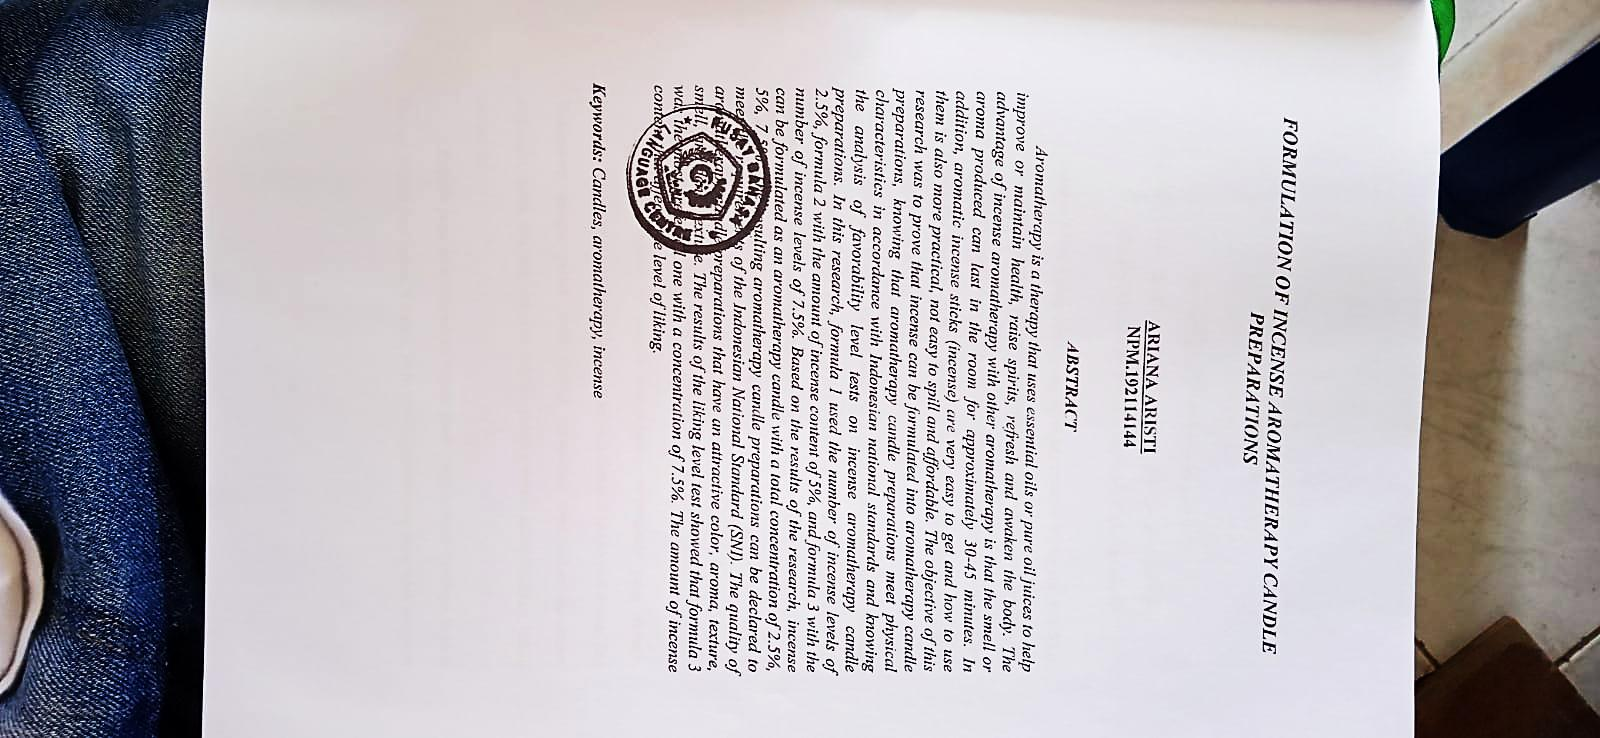 FORMULATION OF INCENSE AROMATHERAPY CANDLE
PREPARATIONS
ARIANA ARISTI
NPM.192114144
ABSTRACT
Aromatherapy is a therapy that uses essential oils or pure oil juices to help
improve or maintain health, raise spirits, refresh and awaken the body. The
advantage of incense aromatherapy with other aromatherapy is that the smell or
aroma produced can last in the room for approximately 30-45 minutes. In
addition, aromatic incense sticks (incense) are very easy to get and how to use
them is also more practical, not easy to spill and affordable. The objective of this
research was to prove that incense can be formulated into aromatherapy candle
preparations, knowing that aromatherapy candle preparations meet physical
characteristics in accordance with Indonesian national standards and knowing
the analysis of favorability level tests on incense aromatherapy candle
preparations. In this research, formula 1 used the number of incense levels of
2.5%, formula 2 with the amount of incense content of 5%, and formula 3 with the
number of incense levels of 7.5%. Based on the results of the research, incense
can be formulated as an aromatherapy candle with a total concentration of 2.5%,
5%, aromatherapy candle preparations can be declared to
of the Indonesian National Standard (SNI). The quality of
preparations that have an attractive color, aroma, texture,
The results of the liking level test showed that formula 3
one with a concentration of 7.5%. The amount of incense
level of liking.
Keywords: Candles, aromatherapy, incense
PUSAT BAHASA
LANGUAGE CENTRE